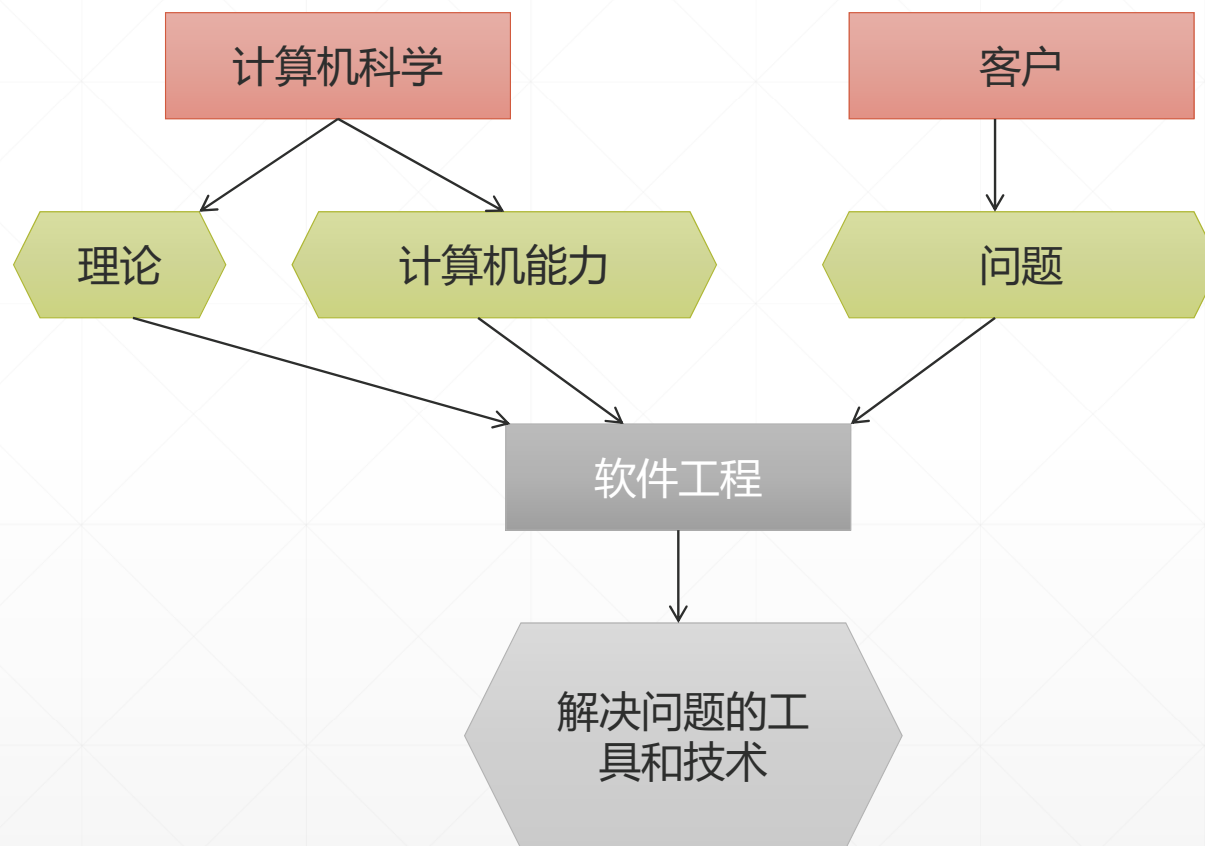 计算机科学
客户
理论
计算机能力
问题
软件工程
解决问题的工
具和技术